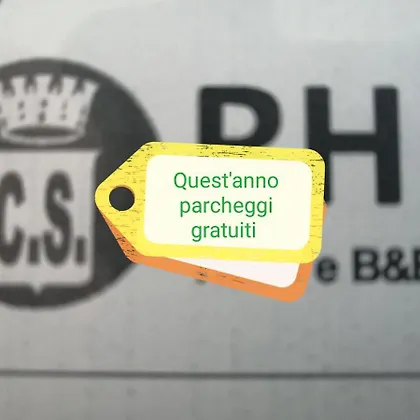 PH
C.S.
Quest'anno
parcheggi
gratuiti
e B&B